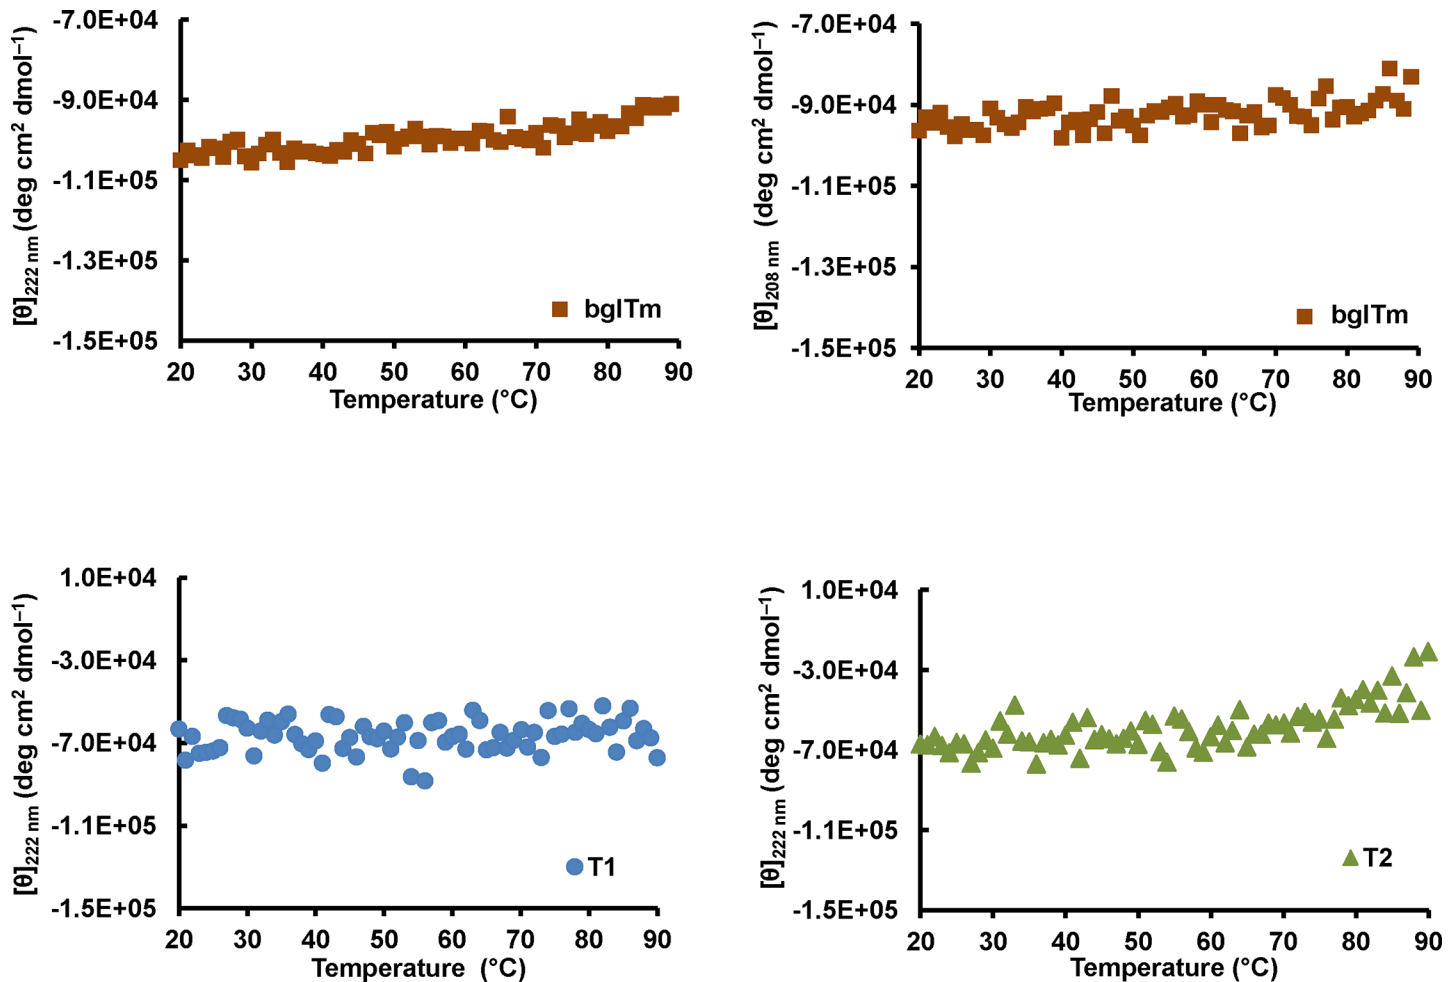 [θ]222 nm (deg cm² dmol⁻¹)
-7.0E+04
-9.0E+04
-1.1E+05
-1.3E+05
-1.5E+05
bglTm
20 30 40 50 60 70 80 90
Temperature (°C)
[θ]208 nm (deg cm² dmol⁻¹)
-7.0E+04
-9.0E+04
-1.1E+05
-1.3E+05
-1.5E+05
bglTm
20 30 40 50 60 70 80 90
Temperature (°C)
[θ]222 nm (deg cm² dmol⁻¹)
1.0E+04
-3.0E+04
-7.0E+04
-1.1E+05
-1.5E+05
T1
20 30 40 50 60 70 80 90
Temperature (°C)
[θ]222 nm (deg cm² dmol⁻¹)
1.0E+04
-3.0E+04
-7.0E+04
-1.1E+05
-1.5E+05
T2
20 30 40 50 60 70 80 90
Temperature (°C)